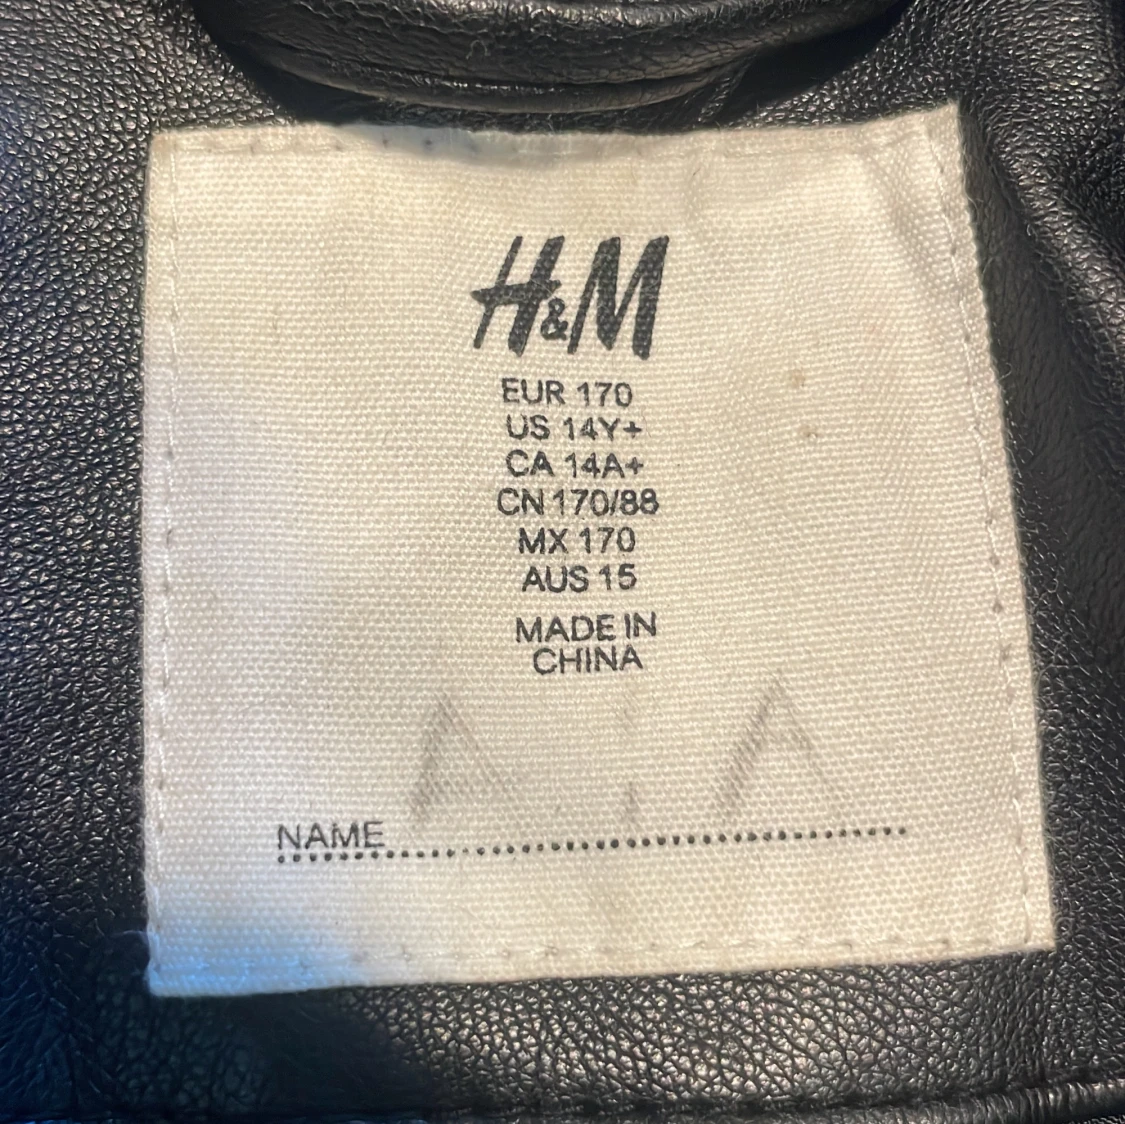 H&M
EUR 170
US 14Y+
CA 14A+
CN 170/88
MX 170
AUS 15
MADE IN
CHINA
NAME